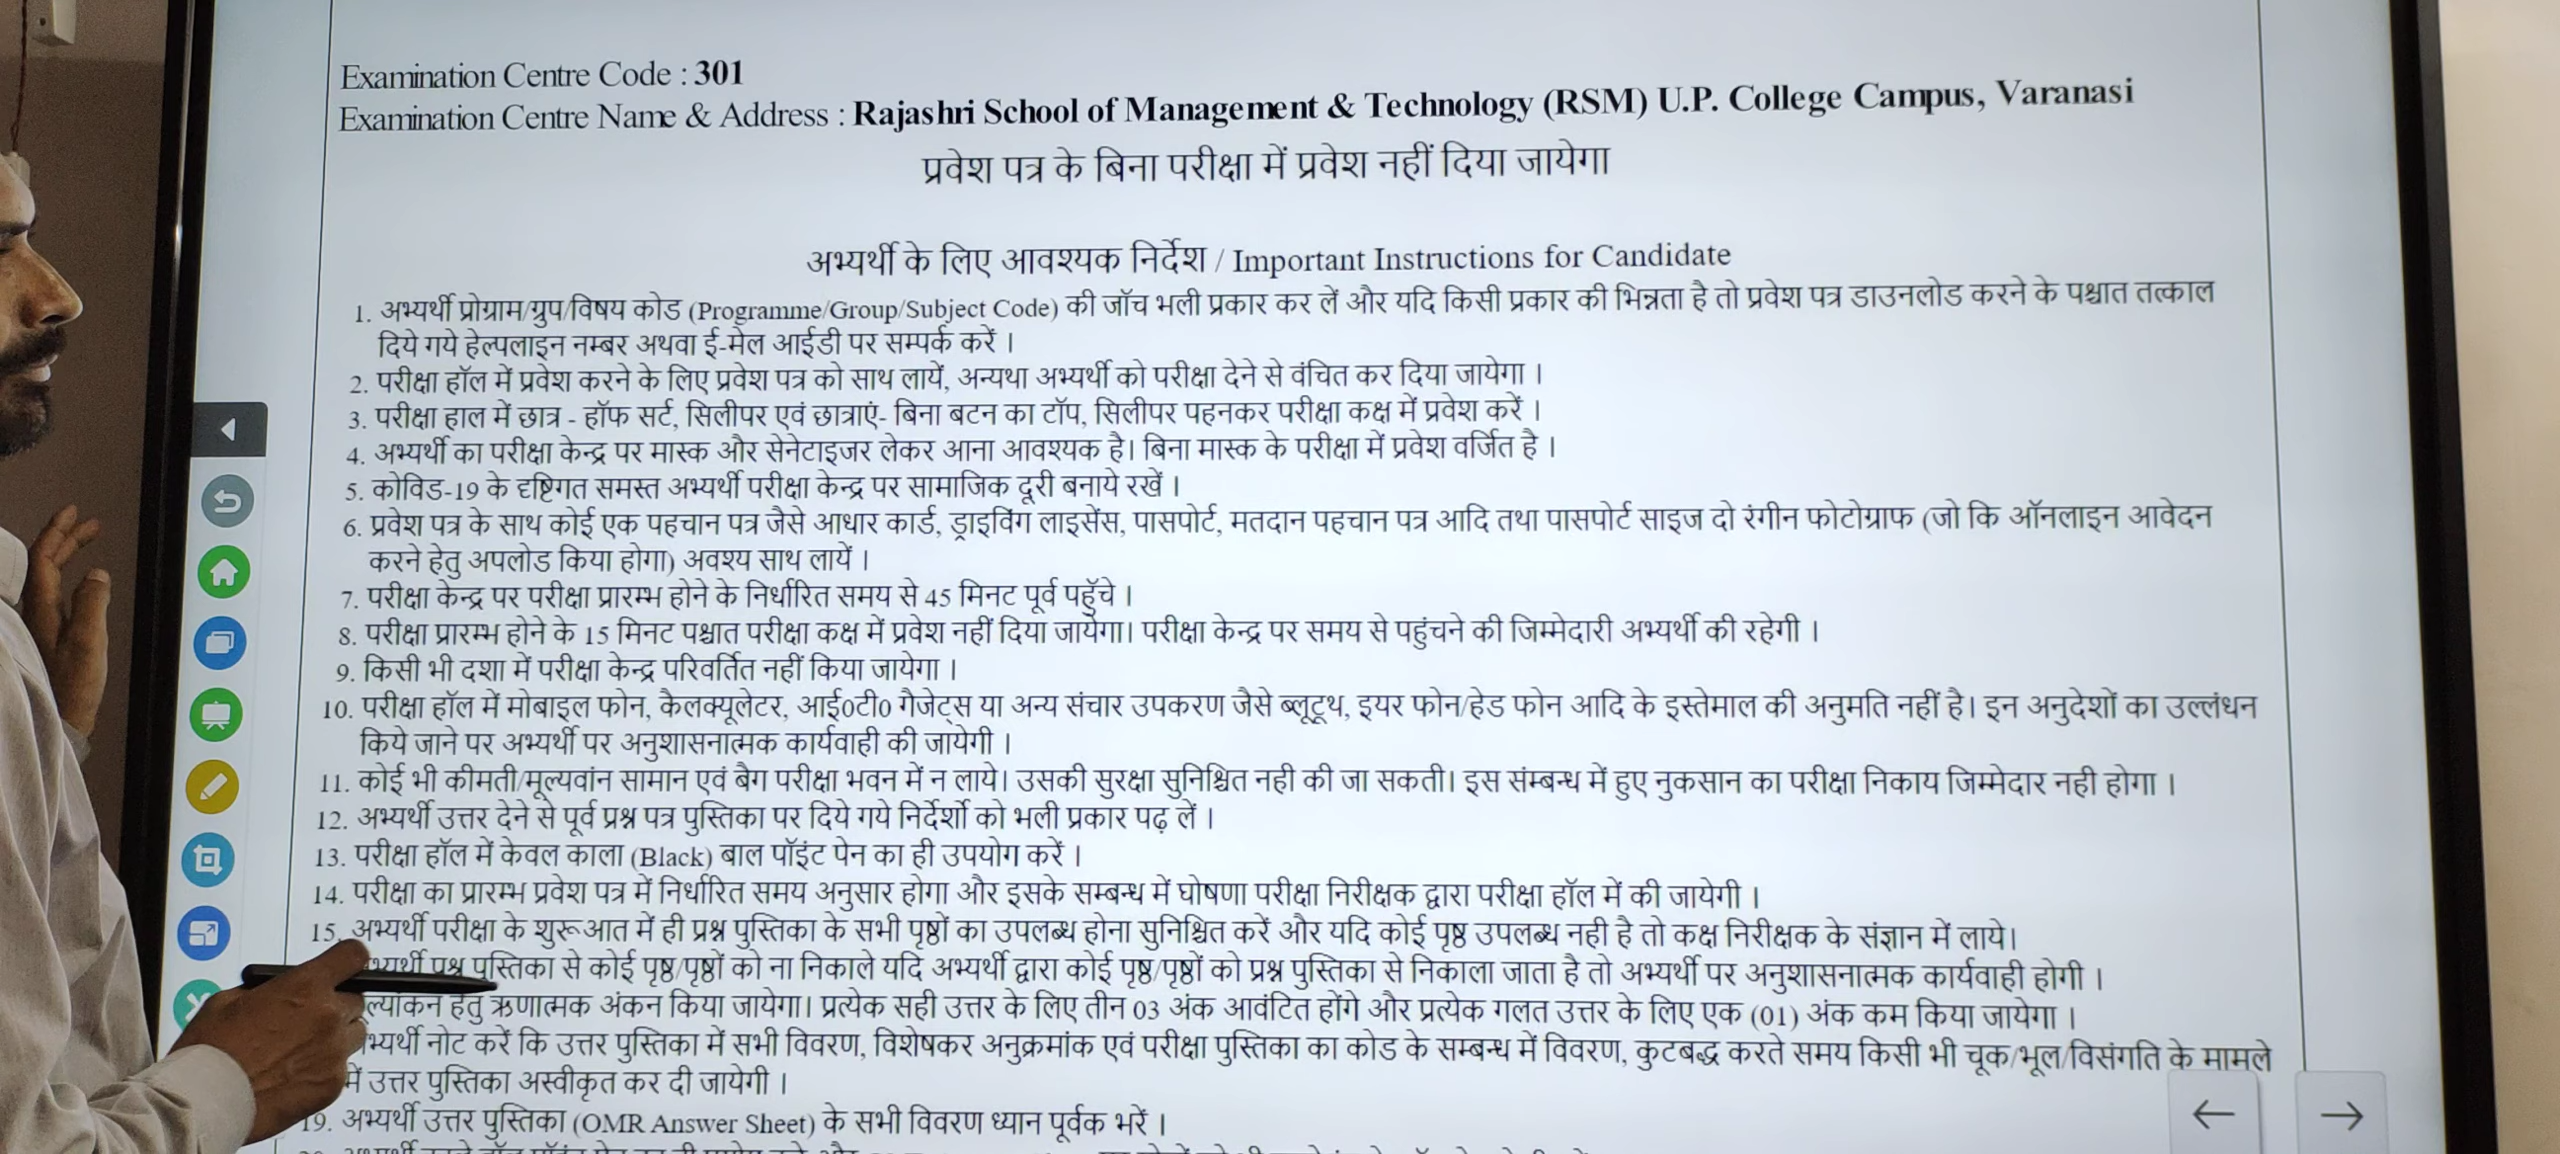 Examination Centre Code : 301
Examination Centre Name & Address : Rajashri School of Management & Technology (RSM) U.P. College Campus, Varanasi
प्रवेश पत्र के बिना परीक्षा में प्रवेश नहीं दिया जायेगा
अभ्यर्थी के लिए आवश्यक निर्देश / Important Instructions for Candidate
1. अभ्यर्थी प्रोग्राम/ग्रुप/विषय कोड (Programme/Group/Subject Code) की जॉच भली प्रकार कर लें और यदि किसी प्रकार की भिन्नता है तो प्रवेश पत्र डाउनलोड करने के पश्चात तत्काल
दिये गये हेल्पलाइन नम्बर अथवा ई-मेल आईडी पर सम्पर्क करें ।
2. परीक्षा हॉल में प्रवेश करने के लिए प्रवेश पत्र को साथ लायें, अन्यथा अभ्यर्थी को परीक्षा देने से वंचित कर दिया जायेगा ।
3. परीक्षा हाल में छात्र - हॉफ सर्ट, सिलीपर एवं छात्राएं- बिना बटन का टॉप, सिलीपर पहनकर परीक्षा कक्ष में प्रवेश करें ।
4. अभ्यर्थी का परीक्षा केन्द्र पर मास्क और सेनेटाइजर लेकर आना आवश्यक है। बिना मास्क के परीक्षा में प्रवेश वर्जित है ।
5. कोविड-19 के दृष्टिगत समस्त अभ्यर्थी परीक्षा केन्द्र पर सामाजिक दूरी बनाये रखें ।
6. प्रवेश पत्र के साथ कोई एक पहचान पत्र जैसे आधार कार्ड, ड्राइविंग लाइसेंस, पासपोर्ट, मतदान पहचान पत्र आदि तथा पासपोर्ट साइज दो रंगीन फोटोग्राफ (जो कि ऑनलाइन आवेदन
करने हेतु अपलोड किया होगा) अवश्य साथ लायें ।
7. परीक्षा केन्द्र पर परीक्षा प्रारम्भ होने के निर्धारित समय से 45 मिनट पूर्व पहुँचे ।
8. परीक्षा प्रारम्भ होने के 15 मिनट पश्चात परीक्षा कक्ष में प्रवेश नहीं दिया जायेगा। परीक्षा केन्द्र पर समय से पहुंचने की जिम्मेदारी अभ्यर्थी की रहेगी ।
9. किसी भी दशा में परीक्षा केन्द्र परिवर्तित नहीं किया जायेगा ।
10. परीक्षा हॉल में मोबाइल फोन, कैलक्यूलेटर, आई0टी0 गैजेट्स या अन्य संचार उपकरण जैसे ब्लूटूथ, इयर फोन/हेड फोन आदि के इस्तेमाल की अनुमति नहीं है। इन अनुदेशों का उल्लंधन
किये जाने पर अभ्यर्थी पर अनुशासनात्मक कार्यवाही की जायेगी ।
11. कोई भी कीमती/मूल्यवांन सामान एवं बैग परीक्षा भवन में न लाये। उसकी सुरक्षा सुनिश्चित नही की जा सकती। इस संम्बन्ध में हुए नुकसान का परीक्षा निकाय जिम्मेदार नही होगा ।
12. अभ्यर्थी उत्तर देने से पूर्व प्रश्न पत्र पुस्तिका पर दिये गये निर्देर्शो को भली प्रकार पढ़ लें ।
13. परीक्षा हॉल में केवल काला (Black) बाल पॉइंट पेन का ही उपयोग करें ।
14. परीक्षा का प्रारम्भ प्रवेश पत्र में निर्धारित समय अनुसार होगा और इसके सम्बन्ध में घोषणा परीक्षा निरीक्षक द्वारा परीक्षा हॉल में की जायेगी ।
15. अभ्यर्थी परीक्षा के शुरूआत में ही प्रश्न पुस्तिका के सभी पृष्ठों का उपलब्ध होना सुनिश्चित करें और यदि कोई पृष्ठ उपलब्ध नही है तो कक्ष निरीक्षक के संज्ञान में लाये।
प्रश्न पुस्तिका से कोई पृष्ठ/पृष्ठों को ना निकाले यदि अभ्यर्थी द्वारा कोई पृष्ठ/पृष्ठों को प्रश्न पुस्तिका से निकाला जाता है तो अभ्यर्थी पर अनुशासनात्मक कार्यवाही होगी ।
हेतु ऋणात्मक अंकन किया जायेगा। प्रत्येक सही उत्तर के लिए तीन 03 अंक आवंटित होंगे और प्रत्येक गलत उत्तर के लिए एक (01) अंक कम किया जायेगा ।
नोट करें कि उत्तर पुस्तिका में सभी विवरण, विशेषकर अनुक्रमांक एवं परीक्षा पुस्तिका का कोड के सम्बन्ध में विवरण, कुटबद्ध करते समय किसी भी चूक/भूल/विसंगति के मामले
में उत्तर पुस्तिका अस्वीकृत कर दी जायेगी ।
19. अभ्यर्थी उत्तर पुस्तिका (OMR Answer Sheet) के सभी विवरण ध्यान पूर्वक भरें ।